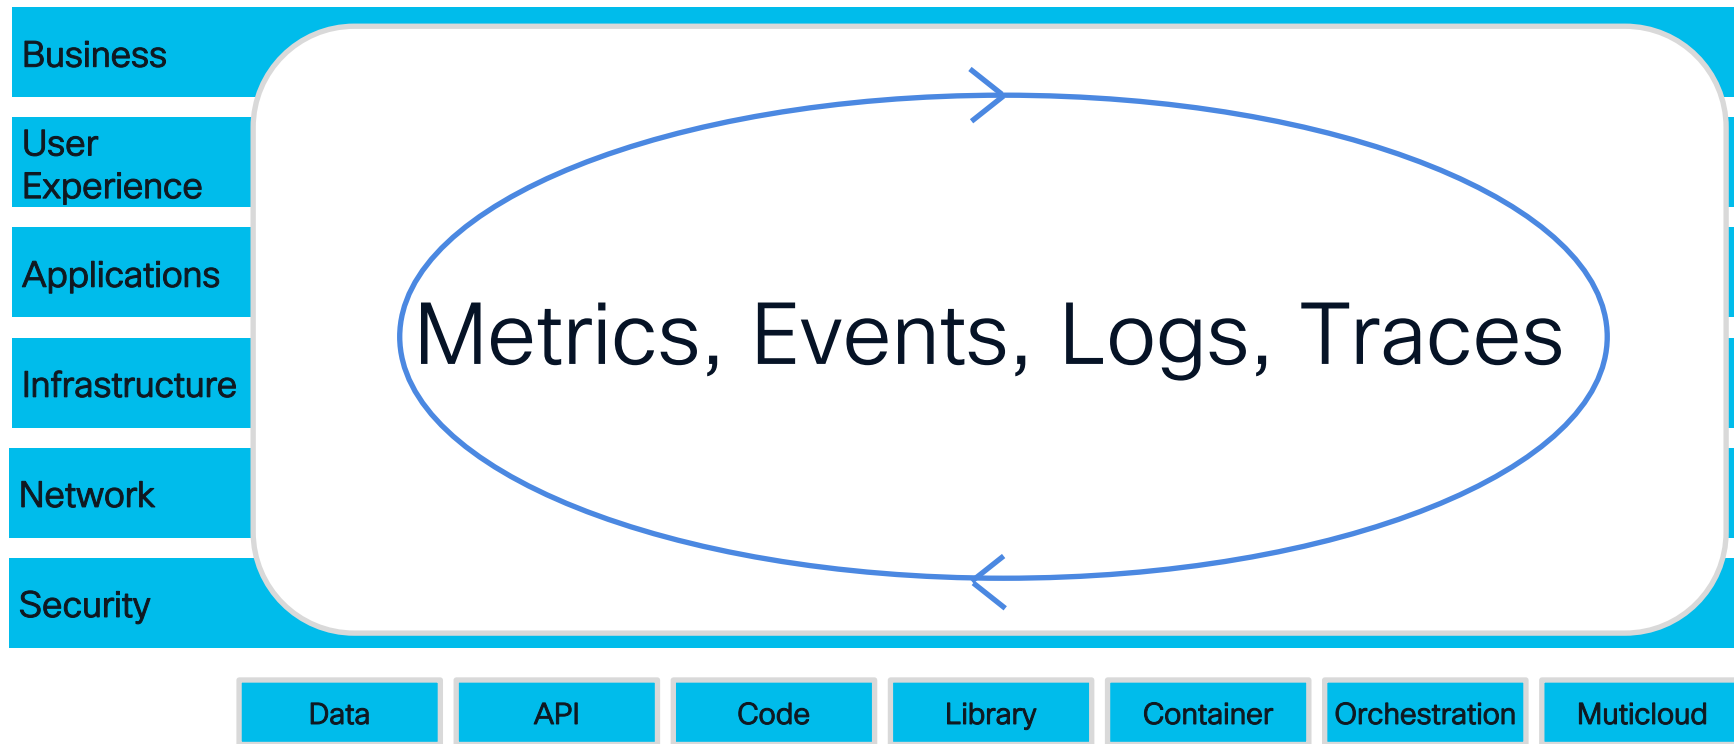 Business
User
Experience
Applications
Infrastructure
Network
Security
Metrics, Events, Logs, Traces
Data
API
Code
Library
Container
Orchestration
Muticloud